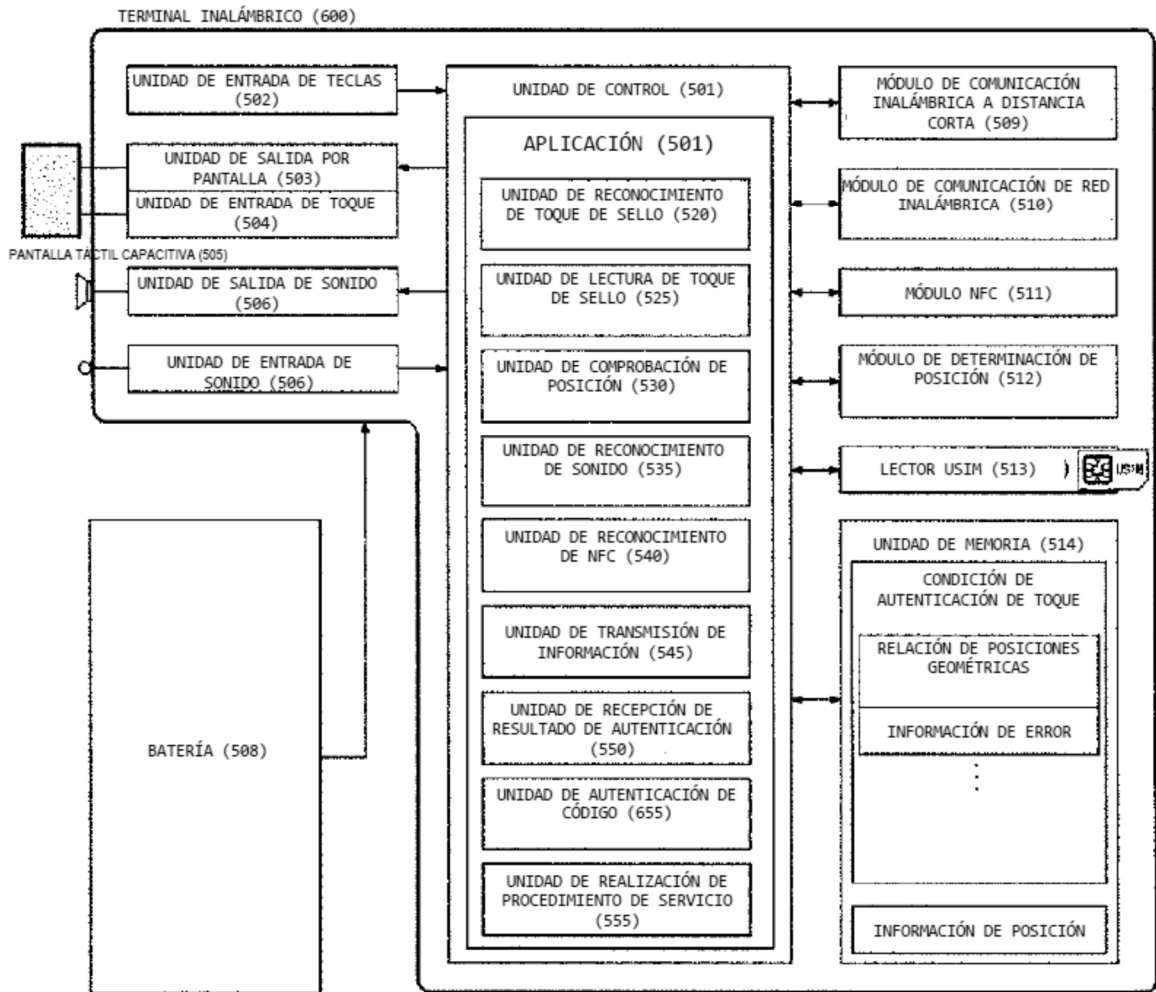 TERMINAL INALÁMBRICO (600)
UNIDAD DE ENTRADA DE TECLAS
(502)
UNIDAD DE SALIDA POR
PANTALLA (503)
UNIDAD DE ENTRADA DE TOQUE
(504)
PANTALLA TÁCTIL CAPACITIVA (505)
UNIDAD DE SALIDA DE SONIDO
(506)
UNIDAD DE ENTRADA DE
SONIDO (506)
BATERÍA (508)
UNIDAD DE CONTROL (501)
APLICACIÓN (501)
UNIDAD DE RECONOCIMIENTO
DE TOQUE DE SELLO (520)
UNIDAD DE LECTURA DE TOQUE
DE SELLO (525)
UNIDAD DE COMPROBACIÓN DE
POSICIÓN (530)
UNIDAD DE RECONOCIMIENTO
DE SONIDO (535)
UNIDAD DE RECONOCIMIENTO
DE NFC (540)
UNIDAD DE TRANSMISIÓN DE
INFORMACIÓN (545)
UNIDAD DE RECEPCIÓN DE
RESULTADO DE AUTENTICACIÓN
(550)
UNIDAD DE AUTENTICACIÓN DE
CÓDIGO (655)
UNIDAD DE REALIZACIÓN DE
PROCEDIMIENTO DE SERVICIO
(555)
MÓDULO DE COMUNICACIÓN
INALÁMBRICA A DISTANCIA
CORTA (509)
MÓDULO DE COMUNICACIÓN DE RED
INALÁMBRICA (510)
MÓDULO NFC (511)
MÓDULO DE DETERMINACIÓN DE
POSICIÓN (512)
LECTOR USIM (513)
USIM
UNIDAD DE MEMORIA (514)
CONDICIÓN DE
AUTENTICACIÓN DE TOQUE
RELACIÓN DE POSICIONES
GEOMÉTRICAS
INFORMACIÓN DE ERROR
INFORMACIÓN DE POSICIÓN